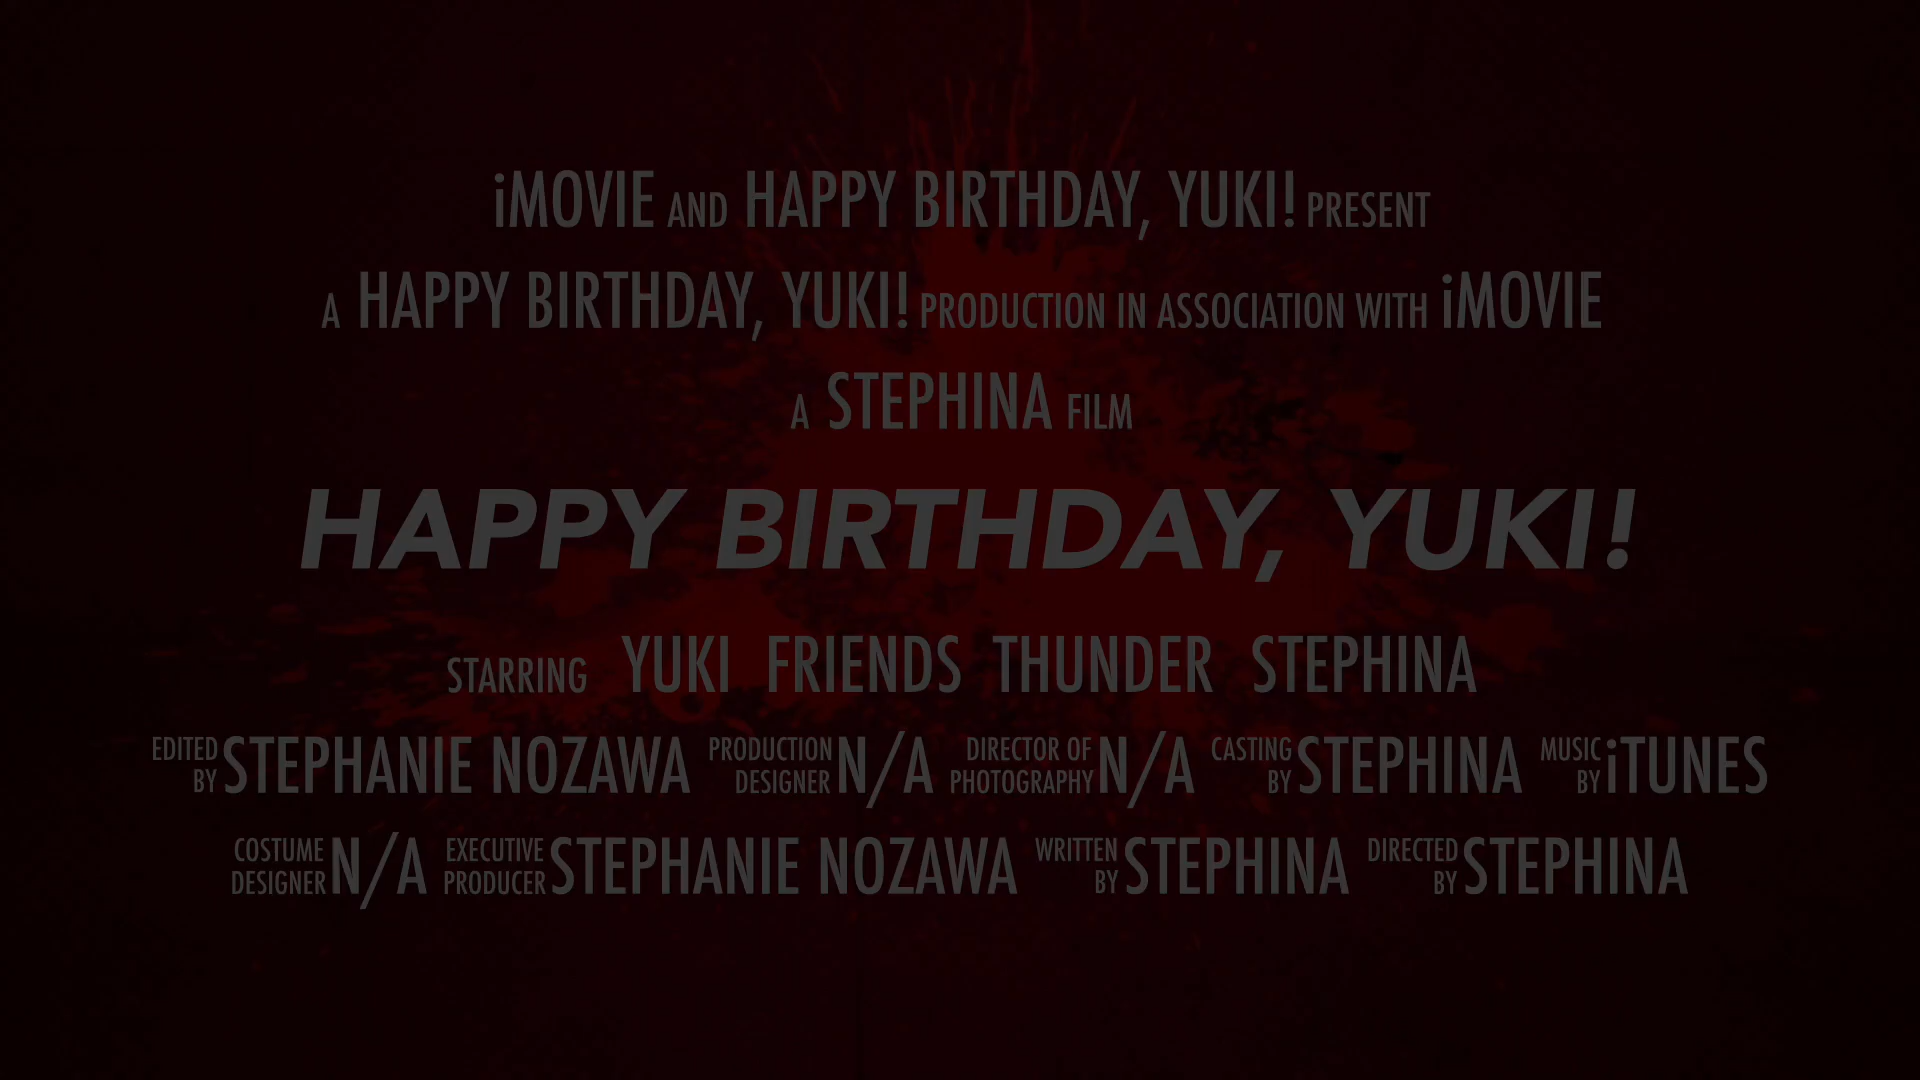 iMOVIE AND HAPPY BIRTHDAY, YUKI! PRESENT
A HAPPY BIRTHDAY, YUKI! PRODUCTION IN ASSOCIATION WITH iMOVIE
A STEPHINA FILM
HAPPY BIRTHDAY, YUKI!
STARRING YUKI FRIENDS THUNDER STEPHINA
EDITED BY STEPHANIE NOZAWA PRODUCTION DESIGNER N/A DIRECTOR OF PHOTOGRAPHY N/A CASTING BY STEPHINA MUSIC BY iTUNES
COSTUME DESIGNER N/A EXECUTIVE PRODUCER STEPHANIE NOZAWA WRITTEN BY STEPHINA DIRECTED BY STEPHINA